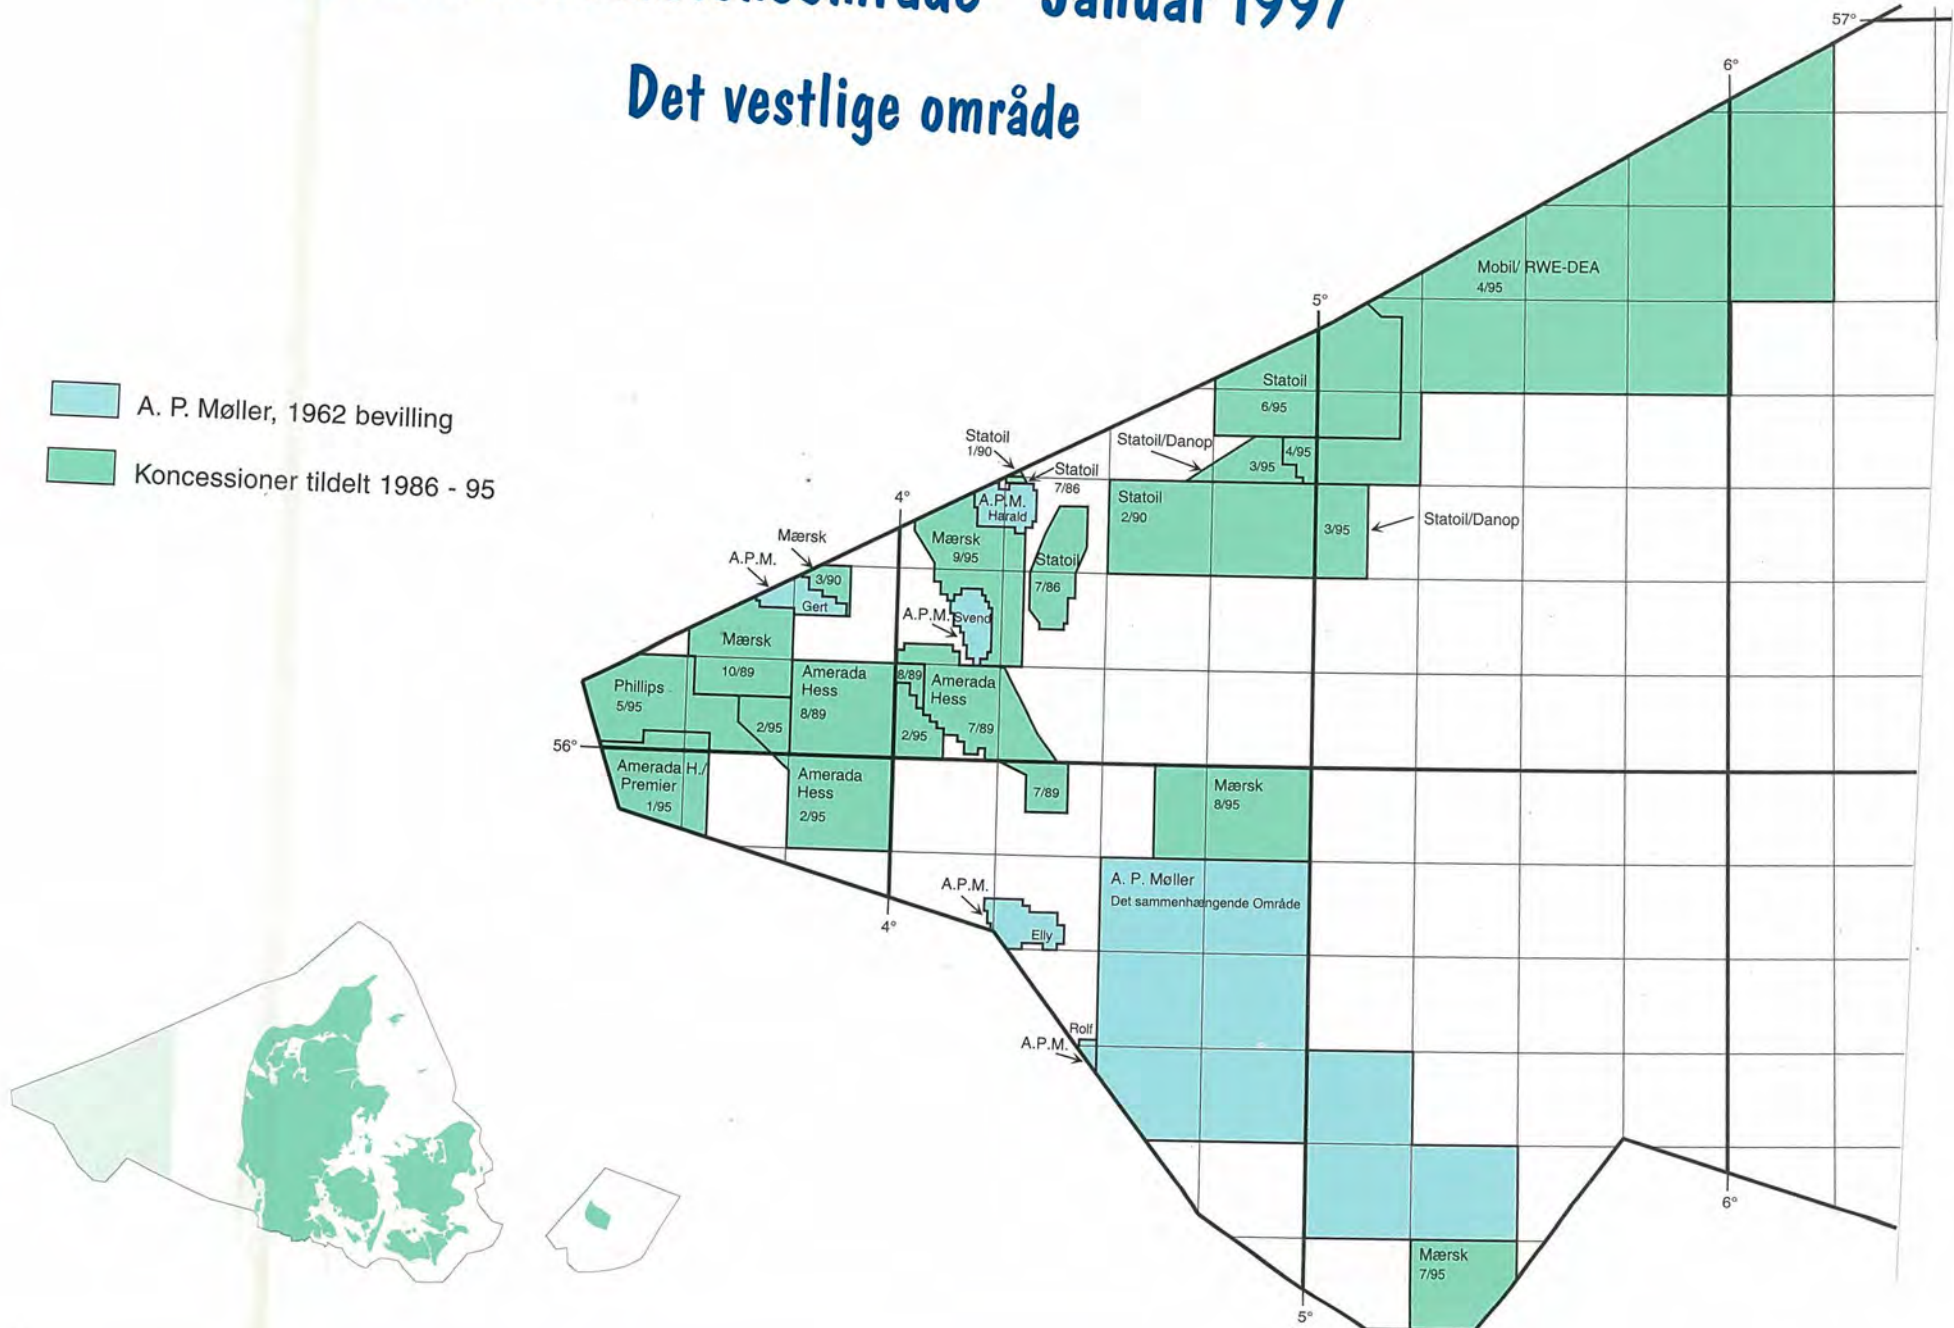 Januar 1997
Det vestlige område
A. P. Møller, 1962 bevilling
Koncessioner tildelt 1986 - 95
57°
6°
5°
Mobil/ RWE-DEA
4/95
Statoil
6/95
Statoil
1/90
Statoil
7/86
Statoil/Danop
3/95
4/95
4°
A.P.M.
Harald
Statoil
2/90
3/95
Statoil/Danop
Mærsk
A.P.M.
3/90
Gert
Mærsk
9/95
Statoil
7/86
A.P.M.
Svend
Mærsk
10/89
Phillips
5/95
2/95
Amerada
Hess
8/89
8/89
Amerada
Hess
7/89
2/95
56°
Amerada H./
Premier
1/95
Amerada
Hess
2/95
7/89
Mærsk
8/95
A. P. Møller
Det sammenhængende Område
A.P.M.
Elly
4°
Rolf
A.P.M.
6°
Mærsk
7/95
5°